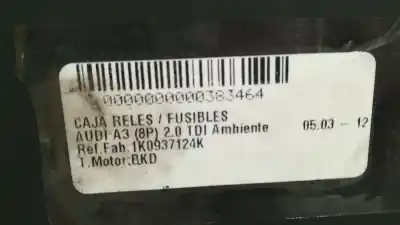 0000000000383464
CAJA RELES / FUSIBLES
AUDI A3 (8P) 2.0 TDI Ambiente 05.03 - 12
Ref.Fab.1K0937124K
T.Motor:BKD